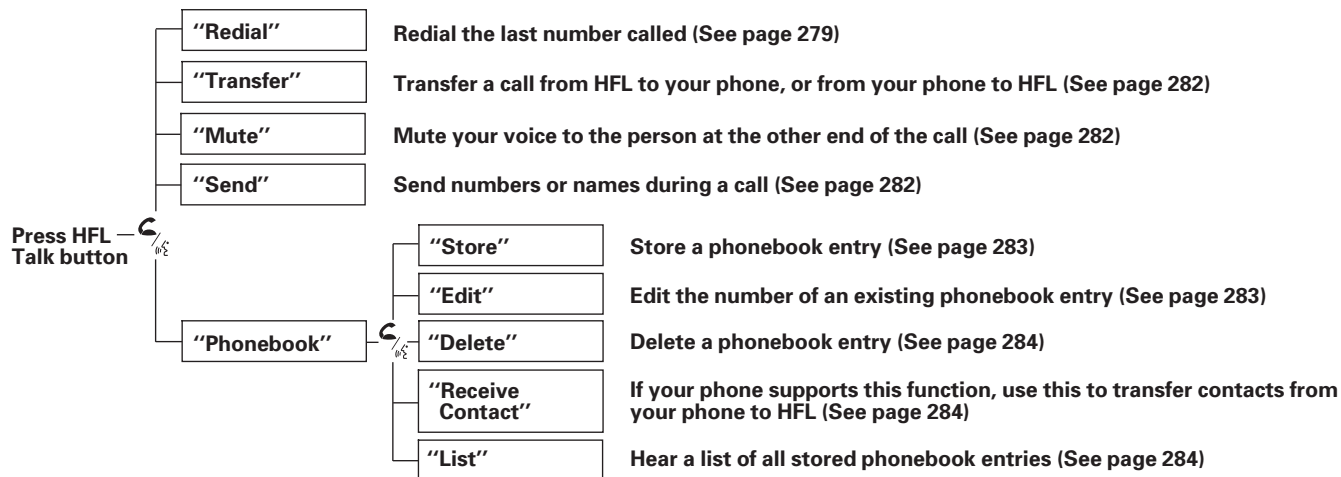 "Redial" Redial the last number called (See page 279)
"Transfer" Transfer a call from HFL to your phone, or from your phone to HFL (See page 282)
"Mute" Mute your voice to the person at the other end of the call (See page 282)
"Send" Send numbers or names during a call (See page 282)
Press HFL
Talk button
"Phonebook"
"Store" Store a phonebook entry (See page 283)
"Edit" Edit the number of an existing phonebook entry (See page 283)
"Delete" Delete a phonebook entry (See page 284)
"Receive
Contact"
If your phone supports this function, use this to transfer contacts from
your phone to HFL (See page 284)
"List" Hear a list of all stored phonebook entries (See page 284)